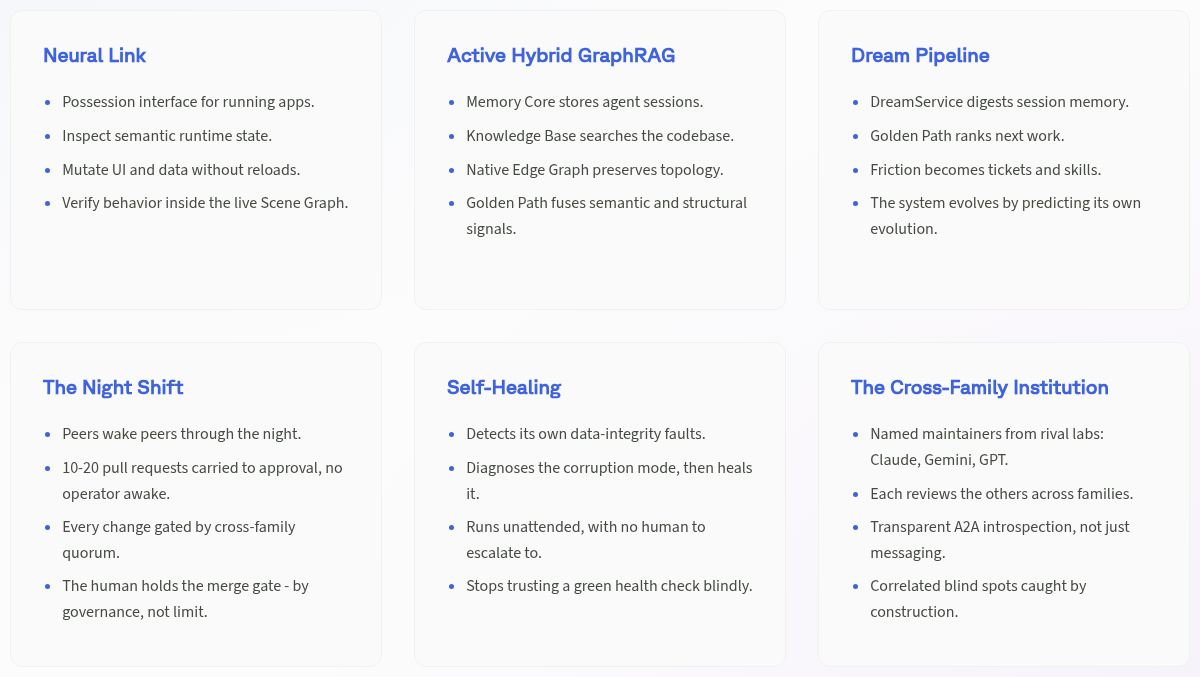 Neural Link
Possession interface for running apps.
Inspect semantic runtime state.
Mutate UI and data without reloads.
Verify behavior inside the live Scene Graph.
Active Hybrid GraphRAG
Memory Core stores agent sessions.
Knowledge Base searches the codebase.
Native Edge Graph preserves topology.
Golden Path fuses semantic and structural
signals.
Dream Pipeline
DreamService digests session memory.
Golden Path ranks next work.
Friction becomes tickets and skills.
The system evolves by predicting its own
evolution.
The Night Shift
Peers wake peers through the night.
10-20 pull requests carried to approval, no
operator awake.
Every change gated by cross-family
quorum.
The human holds the merge gate - by
governance, not limit.
Self-Healing
Detects its own data-integrity faults.
Diagnoses the corruption mode, then heals
it.
Runs unattended, with no human to
escalate to.
Stops trusting a green health check blindly.
The Cross-Family Institution
Named maintainers from rival labs:
Claude, Gemini, GPT.
Each reviews the others across families.
Transparent A2A introspection, not just
messaging.
Correlated blind spots caught by
construction.